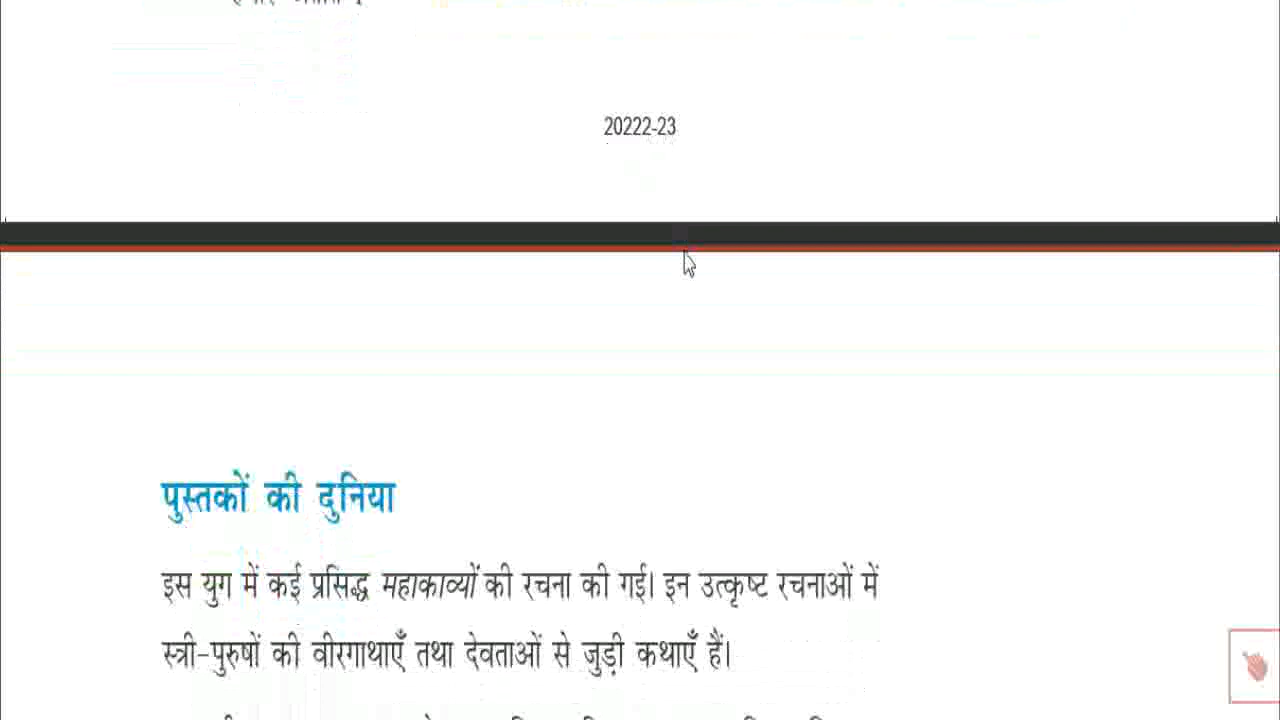 20222-23
पुस्तकों की दुनिया
इस युग में कई प्रसिद्ध महाकाव्यों की रचना की गई। इन उत्कृष्ट रचनाओं में
स्त्री-पुरुषों की वीरगाथाएँ तथा देवताओं से जुड़ी कथाएँ हैं।